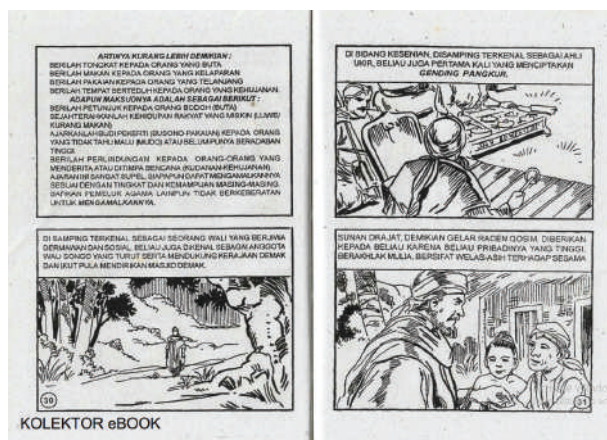 ARTINYA KURANG LEBIH DEMIKIAN :
BERILAH TONGKAT KEPADA ORANG YANG BUTA
BERILAH MAKAN KEPADA ORANG YANG KELAPARAN
BERILAH PAKAIAN KEPADA ORANG YANG TELANJANG
BERILAH TEMPAT BERTEDUH KEPADA ORANG YANG KEHUJANAN.
ADAPUN MAKSUDNYA ADALAH SEBAGAI BERIKUT :
BERILAH PETUNJUK KEPADA ORANG BODOH (BUTA)
SEJAHTERAKANLAH KEHIDUPAN RAKYAT YANG MISKIN (LUWE/
KURANG MAKAN)
AJARKANLAH BUDI PEKERTI (BUSONO-PAKAIAN) KEPADA ORANG
YANG TIDAK TAHU MALU (MUDO) ATAU BELUM PUNYA BERADABAN
TINGGI.
BERILAH PERLINDUNGAN KEPADA ORANG-ORANG YANG
MENDERITA ATAU DITIMPA BENCANA (KUDANAN-KEHUJANAN).
AJARAN INI SANGAT SUPEL, SIAPAPUN DAPAT MENGAMALKANNYA
SESUAI DENGAN TINGKAT DAN KEMAMPUAN MASING-MASING.
BAHKAN PEMELUK AGAMA LAINPUN TIDAK BERKEBERATAN
UNTUK MENGAMALKANNYA.
DI SAMPING TERKENAL SEBAGAI SEORANG WALI YANG BERJIWA
DERMAWAN DAN SOSIAL, BELIAU JUGA DIKENAL SEBAGAI ANGGOTA
WALI SONGO YANG TURUT SERTA MENDUKUNG KERAJAAN DEMAK
DAN IKUT PULA MENDIRIKAN MASJID DEMAK.
30
KOLEKTOR eBOOK
DI BIDANG KESENIAN, DISAMPING TERKENAL SEBAGAI AHLI
UKIR, BELIAU JUGA PERTAMA KALI YANG MENCIPTAKAN
GENDING PANGKUR.
SUNAN DRAJAT, DEMIKIAN GELAR RADEN QOSIM. DIBERIKAN
KEPADA BELIAU KARENA BELIAU PRIBADINYA YANG TINGGI.
BERAKHLAK MULIA, BERSIFAT WELAS-ASIH TERHADAP SESAMA
31